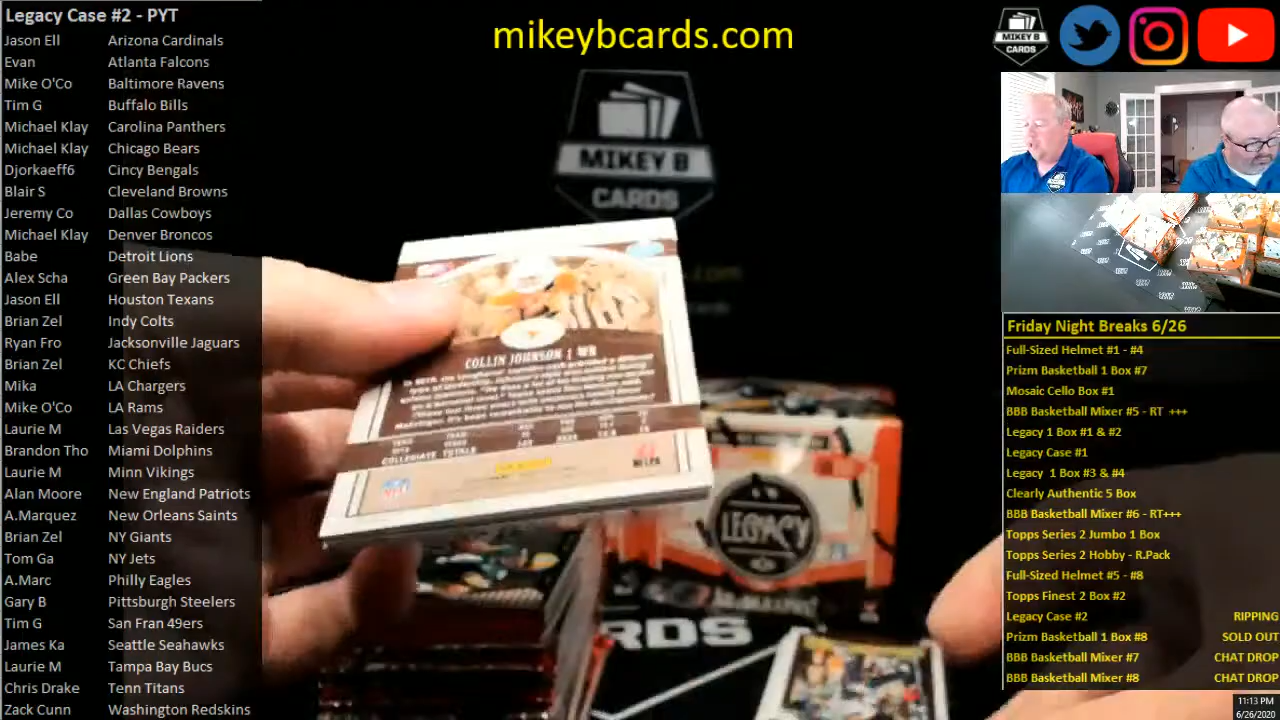 Legacy Case #2 - PYT
Jason Ell Arizona Cardinals
Evan Atlanta Falcons
Mike O'Co Baltimore Ravens
Tim G Buffalo Bills
Michael Klay Carolina Panthers
Michael Klay Chicago Bears
Djorkaeff6 Cincy Bengals
Blair S Cleveland Browns
Jeremy Co Dallas Cowboys
Michael Klay Denver Broncos
Babe Detroit Lions
Alex Scha Green Bay Packers
Jason Ell Houston Texans
Brian Zel Indy Colts
Ryan Fro Jacksonville Jaguars
Brian Zel KC Chiefs
Mika LA Chargers
Mike O'Co LA Rams
Laurie M Las Vegas Raiders
Brandon Tho Miami Dolphins
Laurie M Minn Vikings
Alan Moore New England Patriots
A.Marquez New Orleans Saints
Brian Zel NY Giants
Tom Ga NY Jets
A.Marc Philly Eagles
Gary B Pittsburgh Steelers
Tim G San Fran 49ers
James Ka Seattle Seahawks
Laurie M Tampa Bay Bucs
Chris Drake Tenn Titans
Zack Cunn Washington Redskins
mikeybcards.com
MIKEY B
CARDS
COLLIN JOHNSON | WR
COLLEGIATE TOTALS
NFL
NFLPA
LEGACY
CARDS
MIKEY B
CARDS
Friday Night Breaks 6/26
Full-Sized Helmet #1 - #4
Prizm Basketball 1 Box #7
Mosaic Cello Box #1
BBB Basketball Mixer #5 - RT +++
Legacy 1 Box #1 & #2
Legacy Case #1
Legacy 1 Box #3 & #4
Clearly Authentic 5 Box
BBB Basketball Mixer #6 - RT+++
Topps Series 2 Jumbo 1 Box
Topps Series 2 Hobby - R.Pack
Full-Sized Helmet #5 - #8
Topps Finest 2 Box #2
Legacy Case #2 RIPPING
Prizm Basketball 1 Box #8 SOLD OUT
BBB Basketball Mixer #7 CHAT DROP
BBB Basketball Mixer #8 CHAT DROP
11:13 PM
6/26/2020